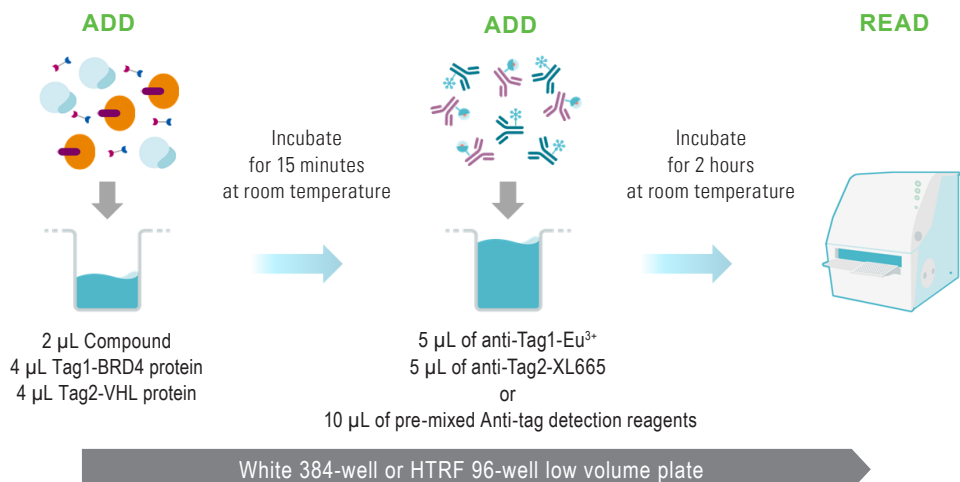 ADD
ADD
READ
Incubate
for 15 minutes
at room temperature
Incubate
for 2 hours
at room temperature
2 µL Compound
4 µL Tag1-BRD4 protein
4 µL Tag2-VHL protein
5 µL of anti-Tag1-Eu³⁺
5 µL of anti-Tag2-XL665
or
10 µL of pre-mixed Anti-tag detection reagents
White 384-well or HTRF 96-well low volume plate